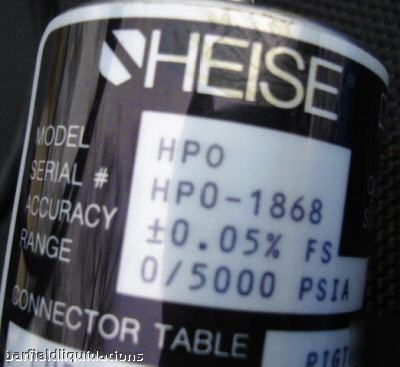 HEISE
MODEL HPO
SERIAL # HPO-1868
ACCURACY ±0.05% FS
RANGE 0/5000 PSIA
CONNECTOR TABLE